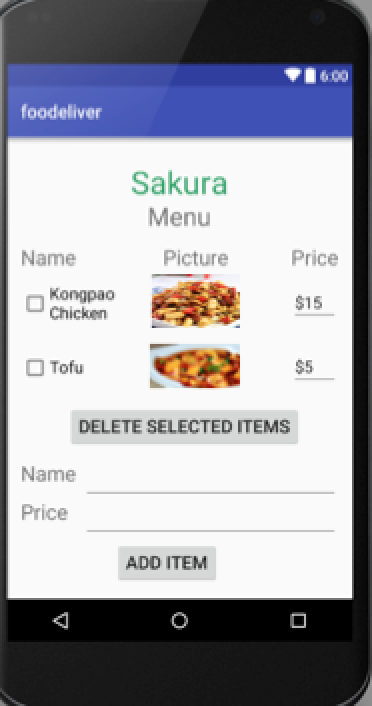 6:00
foodeliver
Sakura
Menu
Name Picture Price
Kongpao
Chicken
$15
Tofu $5
DELETE SELECTED ITEMS
Name
Price
ADD ITEM